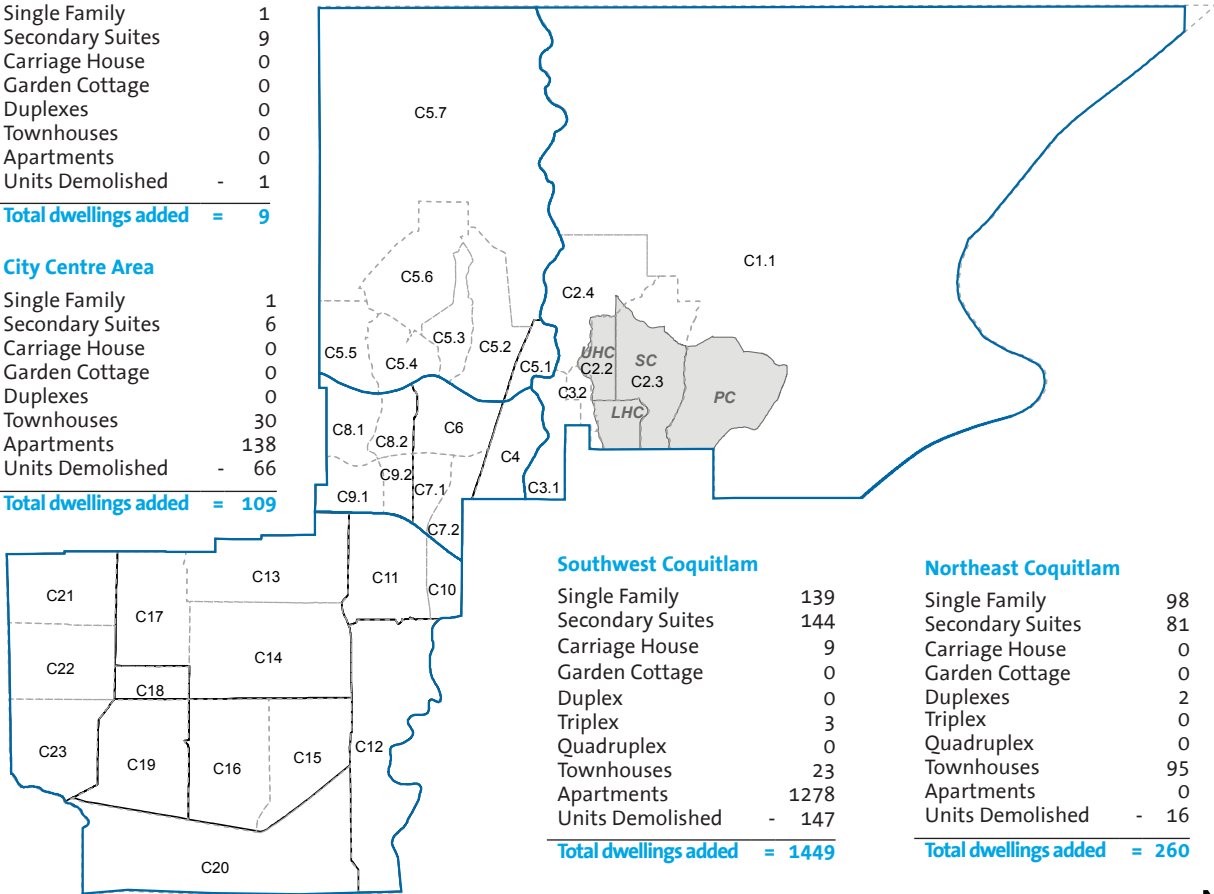 Single Family 1
Secondary Suites 9
Carriage House 0
Garden Cottage 0
Duplexes 0
Townhouses 0
Apartments 0
Units Demolished - 1
Total dwellings added = 9
City Centre Area
Single Family 1
Secondary Suites 6
Carriage House 0
Garden Cottage 0
Duplexes 0
Townhouses 30
Apartments 138
Units Demolished - 66
Total dwellings added = 109
C5.7
C1.1
C5.6
C2.4
C5.3
C5.2
C5.5
C5.4
C5.1
UHC
C2.2
SC
C2.3
C3.2
LHC
PC
C8.1
C8.2
C6
C4
C9.2
C9.1
C7.1
C3.1
C7.2
C21
C17
C13
C11
C10
C22
C14
C18
C23
C19
C16
C15
C12
C20
Southwest Coquitlam
Single Family 139
Secondary Suites 144
Carriage House 9
Garden Cottage 0
Duplex 0
Triplex 3
Quadruplex 0
Townhouses 23
Apartments 1278
Units Demolished - 147
Total dwellings added = 1449
Northeast Coquitlam
Single Family 98
Secondary Suites 81
Carriage House 0
Garden Cottage 0
Duplexes 2
Triplex 0
Quadruplex 0
Townhouses 95
Apartments 0
Units Demolished - 16
Total dwellings added = 260